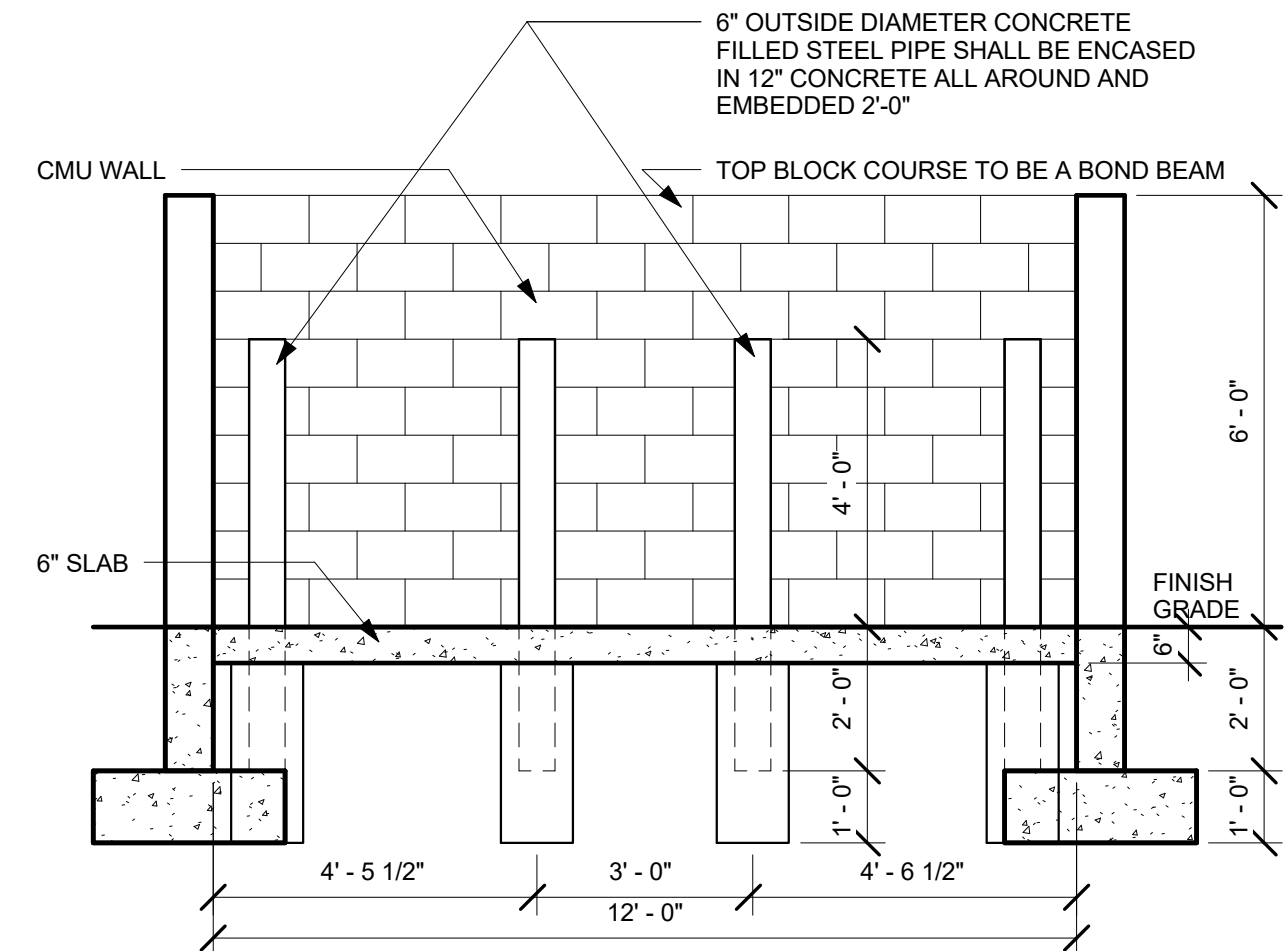 6" OUTSIDE DIAMETER CONCRETE
FILLED STEEL PIPE SHALL BE ENCASED
IN 12" CONCRETE ALL AROUND AND
EMBEDDED 2'-0"
CMU WALL
TOP BLOCK COURSE TO BE A BOND BEAM
6' - 0"
4' - 0"
6" SLAB
FINISH
GRADE
6"
2' - 0"
2' - 0"
1' - 0"
1' - 0"
4' - 5 1/2"
3' - 0"
4' - 6 1/2"
12' - 0"